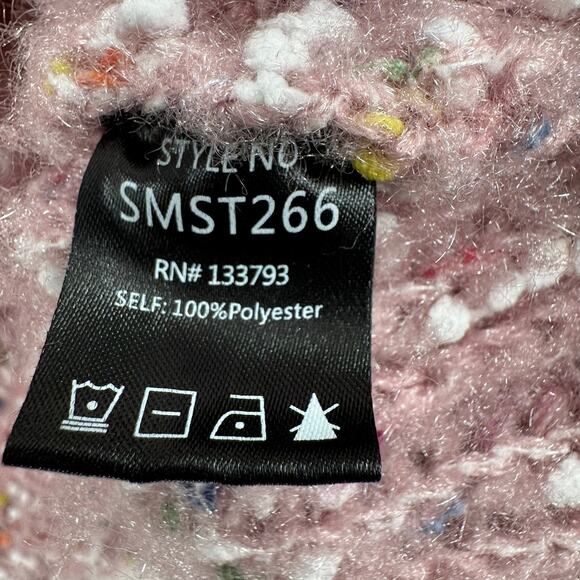 STYLE NO
SMST266
RN# 133793
SELF: 100%Polyester